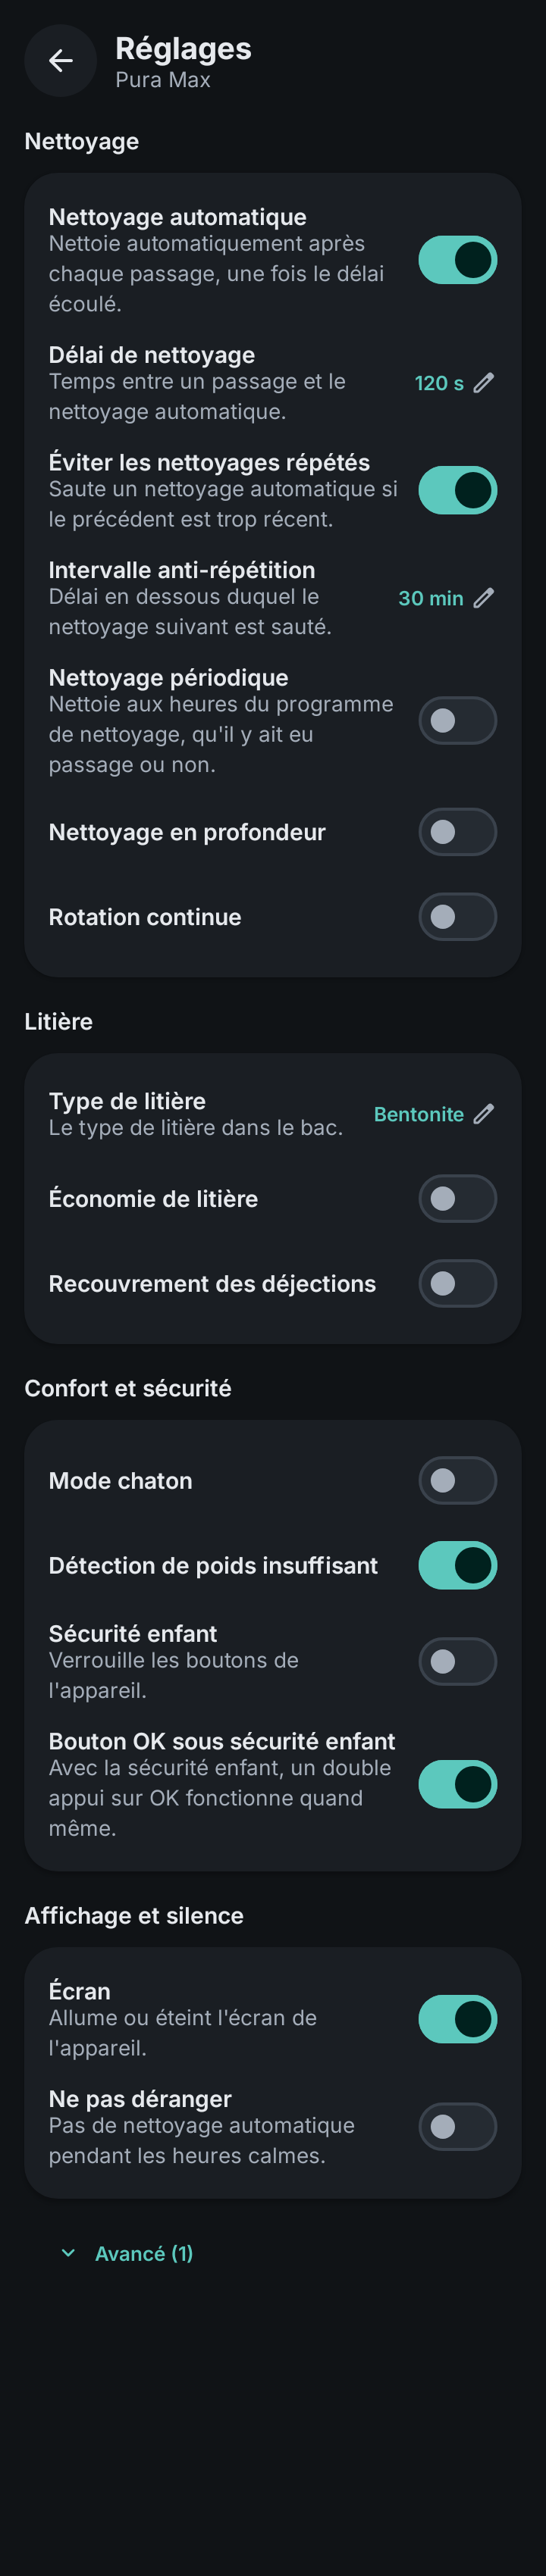 Réglages
Pura Max
Nettoyage
Nettoyage automatique
Nettoie automatiquement après
chaque passage, une fois le délai
écoulé.
Délai de nettoyage
Temps entre un passage et le
nettoyage automatique.
120 s
Éviter les nettoyages répétés
Saute un nettoyage automatique si
le précédent est trop récent.
Intervalle anti-répétition
Délai en dessous duquel le
nettoyage suivant est sauté.
30 min
Nettoyage périodique
Nettoie aux heures du programme
de nettoyage, qu'il y ait eu
passage ou non.
Nettoyage en profondeur
Rotation continue
Litière
Type de litière
Le type de litière dans le bac.
Bentonite
Économie de litière
Recouvrement des déjections
Confort et sécurité
Mode chaton
Détection de poids insuffisant
Sécurité enfant
Verrouille les boutons de
l'appareil.
Bouton OK sous sécurité enfant
Avec la sécurité enfant, un double
appui sur OK fonctionne quand
même.
Affichage et silence
Écran
Allume ou éteint l'écran de
l'appareil.
Ne pas déranger
Pas de nettoyage automatique
pendant les heures calmes.
Avancé (1)